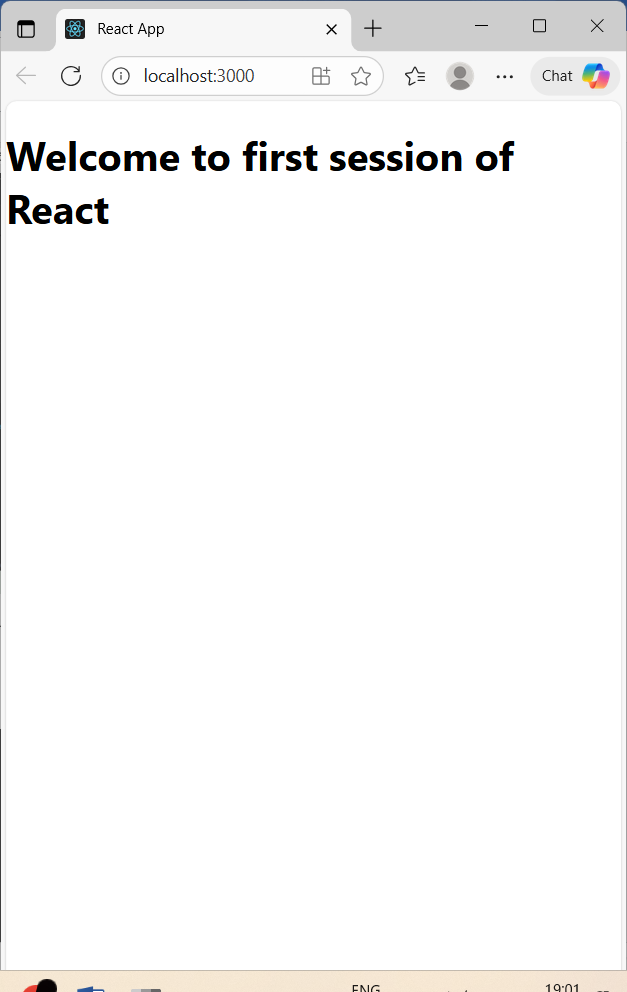 React App
localhost:3000
Chat
Welcome to first session of
React
ENG
19:01